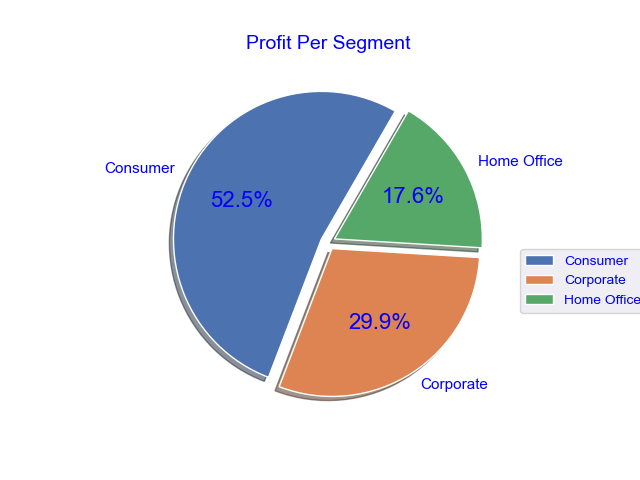 Profit Per Segment
Home Office
Consumer
17.6%
52.5%
Consumer
Corporate
Home Office
29.9%
Corporate